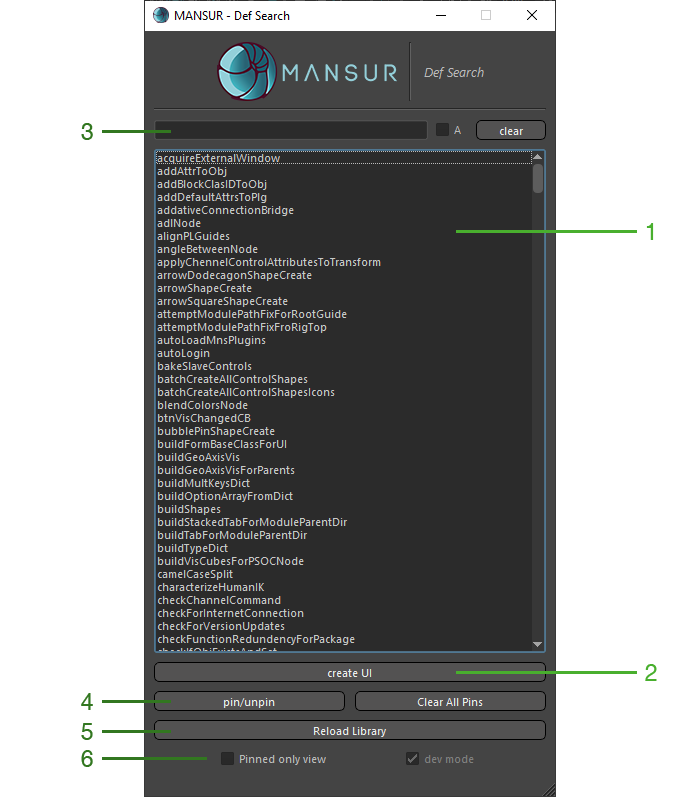 MANSUR - Def Search
MANSUR
Def Search
3
A
clear
acquireExternalWindow
addAttrToObj
addBlockClasIDToObj
addDefaultAttrsToPlg
addativeConnectionBridge
adlNode
1
alignPLGuides
angleBetweenNode
applyChennelControlAttributesToTransform
arrowDodecagonShapeCreate
arrowShapeCreate
arrowSquareShapeCreate
attemptModulePathFixForRootGuide
attemptModulePathFixFroRigTop
autoLoadMnsPlugins
autoLogin
bakeSlaveControls
batchCreateAllControlShapes
batchCreateAllControlShapesIcons
blendColorsNode
btnVisChangedCB
bubblePinShapeCreate
buildFormBaseClassForUI
buildGeoAxisVis
buildGeoAxisVisForParents
buildMultKeysDict
buildOptionArrayFromDict
buildShapes
buildStackedTabForModuleParentDir
buildTabForModuleParentDir
buildTypeDict
buildVisCubesForPSOCNode
camelCaseSplit
characterizeHumanIK
checkChannelCommand
checkForInternetConnection
checkForVersionUpdates
checkFunctionRedundencyForPackage
checkIfObjExistsAndSet
create UI
2
4
pin/unpin
Clear All Pins
5
Reload Library
6
Pinned only view
dev mode